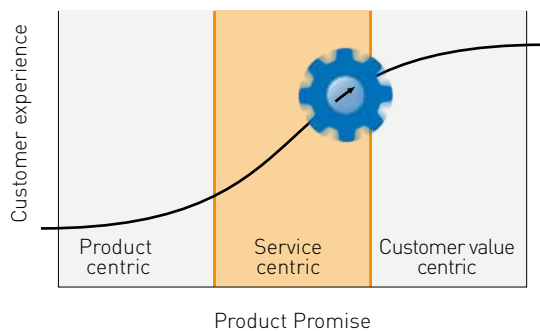 Customer experience
Product
centric
Service
centric
Customer value
centric
Product Promise